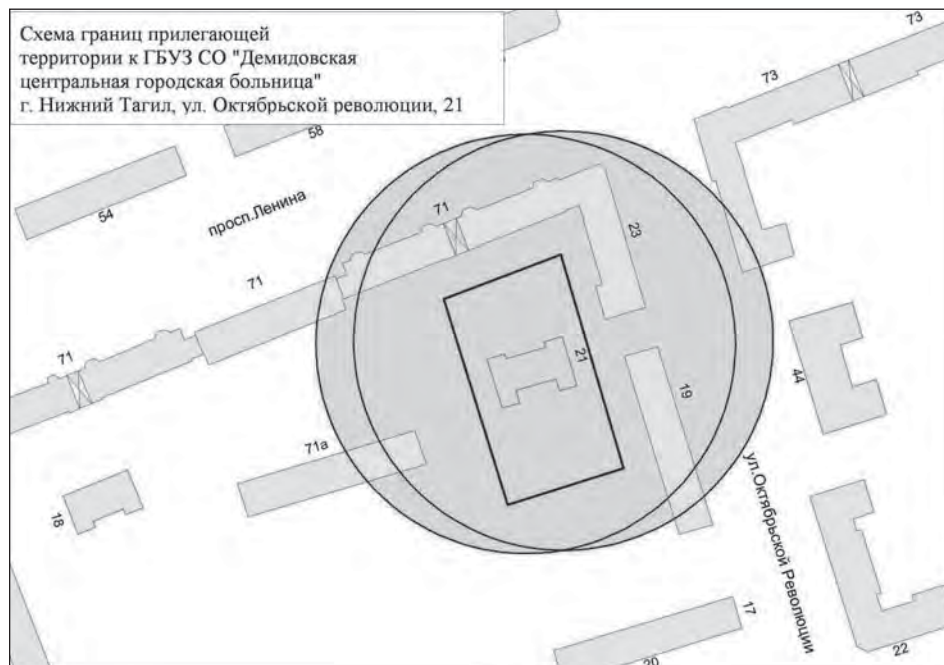 Схема границ прилегающей
территории к ГБУЗ СО "Демидовская
центральная городская больница"
г. Нижний Тагил, ул. Октябрьской революции, 21
73
73
58
54
просп.Ленина
71
23
71
71
21
19
44
71а
18
ул.Октябрьской Революции
17
20
22